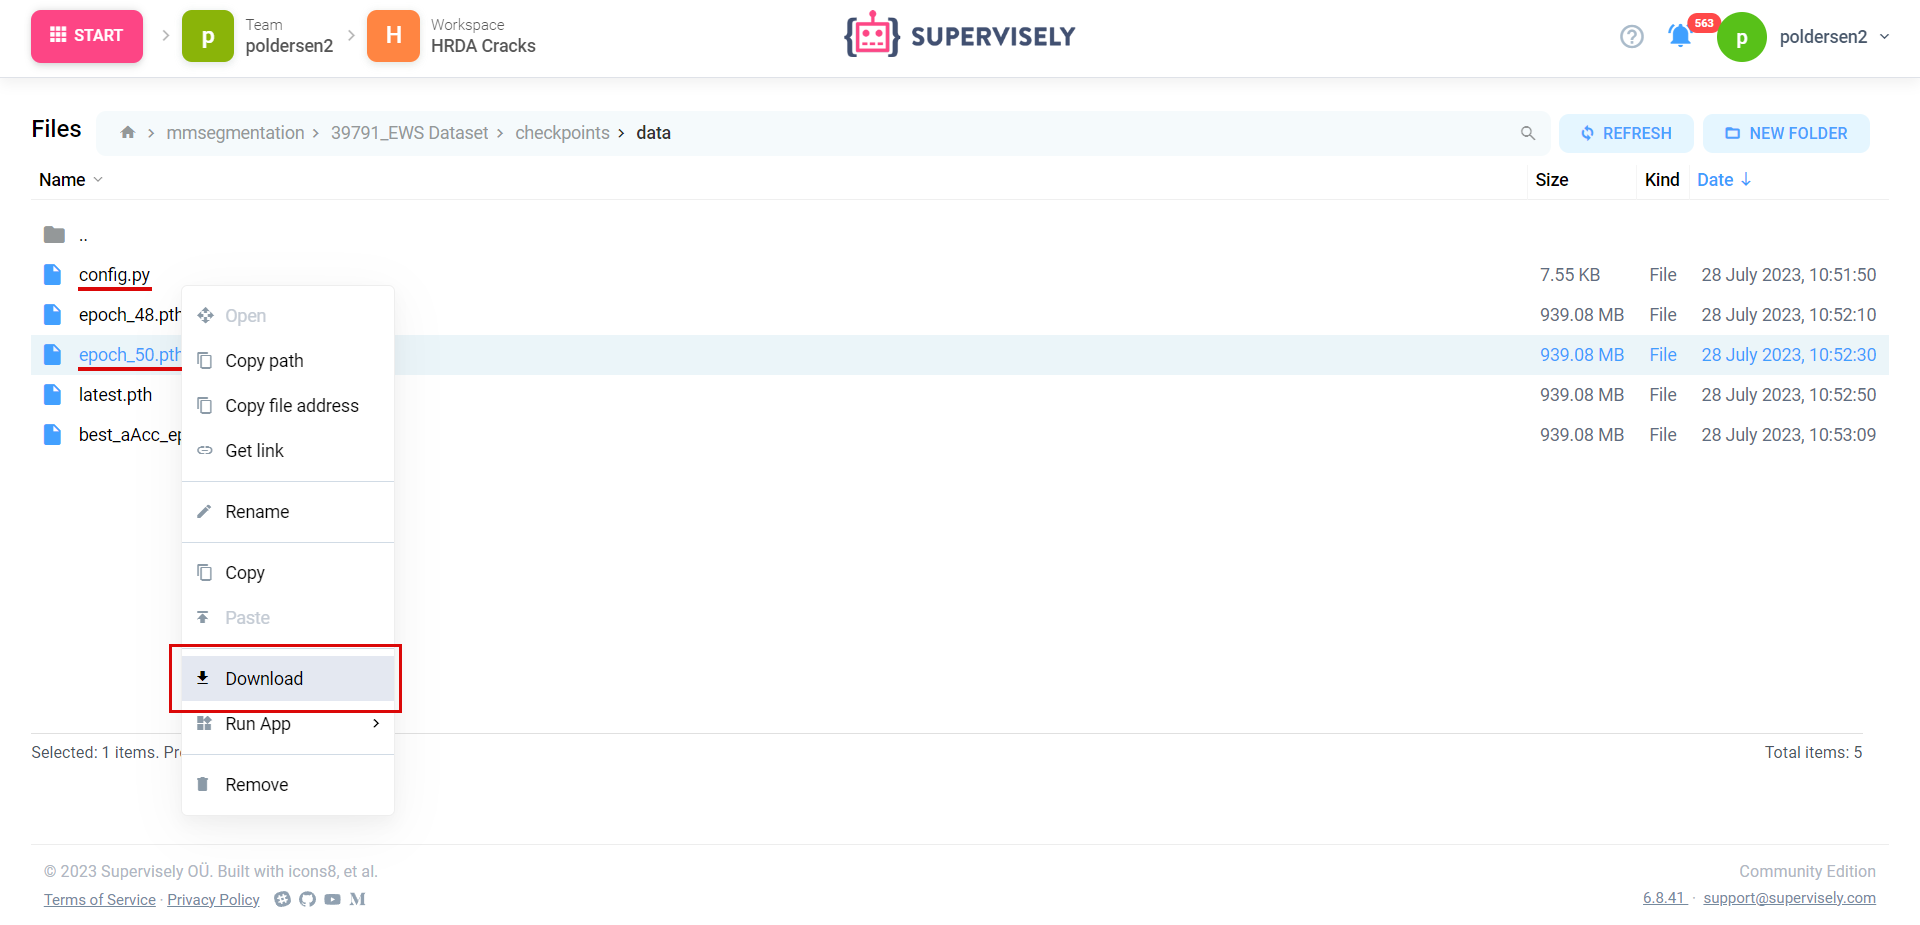 START
p
Team
poldersen2
H
Workspace
HRDA Cracks
SUPERVISELY
563
p
poldersen2
Files
mmsegmentation
39791_EWS Dataset
checkpoints
data
REFRESH
NEW FOLDER
Name
Size
Kind
Date
..
config.py
7.55 KB
File
28 July 2023, 10:51:50
epoch_48.pth
939.08 MB
File
28 July 2023, 10:52:10
epoch_50.pth
939.08 MB
File
28 July 2023, 10:52:30
latest.pth
939.08 MB
File
28 July 2023, 10:52:50
best_aAcc_ep
939.08 MB
File
28 July 2023, 10:53:09
Open
Copy path
Copy file address
Get link
Rename
Copy
Paste
Download
Run App
Remove
Selected: 1 items. Pr
Total items: 5
© 2023 Supervisely OÜ. Built with icons8, et al.
Community Edition
Terms of Service · Privacy Policy
6.8.41 · support@supervisely.com